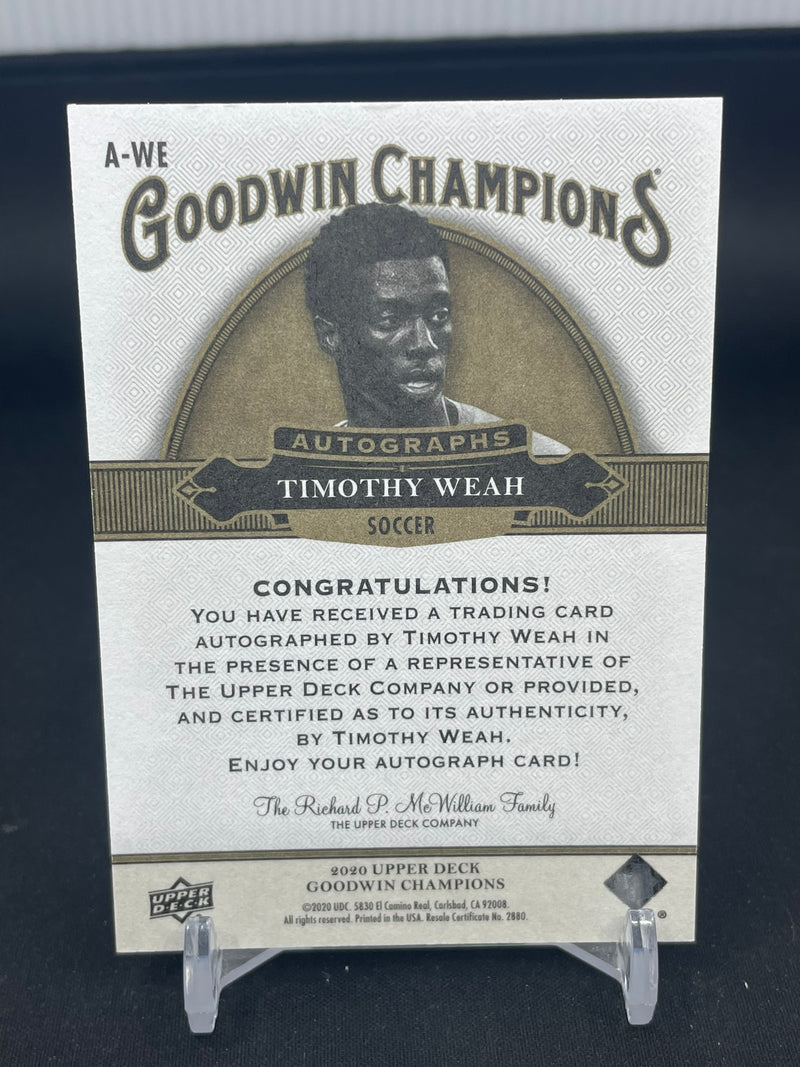 A-WE
GOODWIN CHAMPIONS®
AUTOGRAPHS
TIMOTHY WEAH
SOCCER
CONGRATULATIONS!
YOU HAVE RECEIVED A TRADING CARD
AUTOGRAPHED BY TIMOTHY WEAH IN
THE PRESENCE OF A REPRESENTATIVE OF
THE UPPER DECK COMPANY OR PROVIDED,
AND CERTIFIED AS TO ITS AUTHENTICITY,
BY TIMOTHY WEAH.
ENJOY YOUR AUTOGRAPH CARD!
The Richard P. McWilliam Family
THE UPPER DECK COMPANY
2020 UPPER DECK
GOODWIN CHAMPIONS
©2020 UDC. 5830 El Camino Real, Carlsbad, CA 92008.
All rights reserved. Printed in the USA. Resale Certificate No. 2880.
UPPER
D·E·C·K
®